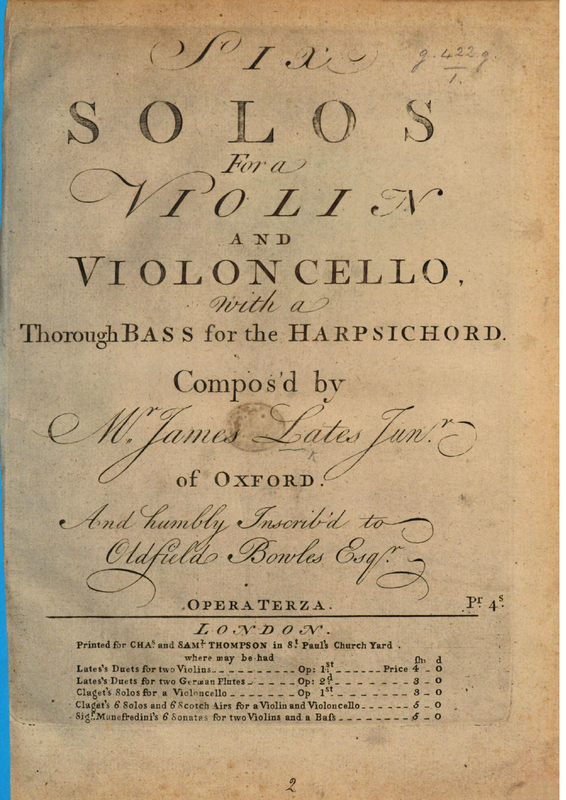 SIX
g.422.g.
1.
SOLOS
For a
VIOLIN
AND
VIOLONCELLO,
with a
Thorough BASS for the HARPSICHORD.
Compos'd by
Mr. James Lates Junr.
of OXFORD.
And humbly Inscrib'd to
Oldfield Bowles Esqr.
OPERA TERZA. Pr. 4s.
LONDON.
Printed for CHAs. and SAMl. THOMPSON in St. Paul's Church Yard.
where may be had sh: d
Lates's Duets for two Violins Op: 1st. Price 4 - 0
Lates's Duets for two German Flutes Op: 2d. 3 - 0
Claget's Solos for a Violoncello Op 1st 3 - 0
Claget's 6 Solos and 6 Scotch Airs for a Violin and Violoncello 5 - 0
Sigr. Manefredini's 6 Sonatas for two Violins and a Bass 5 - 0
2